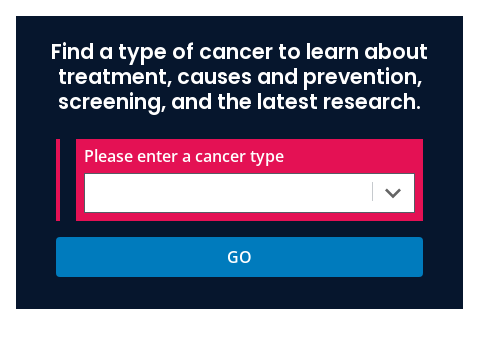 Find a type of cancer to learn about
treatment, causes and prevention,
screening, and the latest research.
Please enter a cancer type
GO